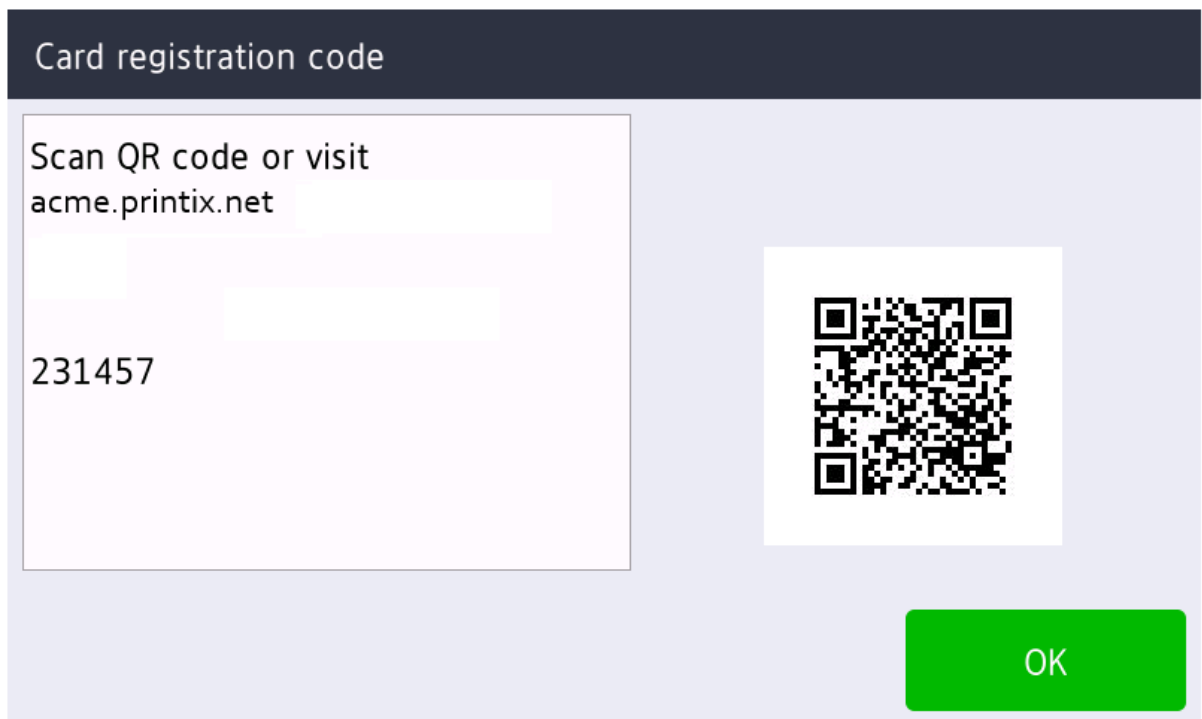 Card registration code
Scan QR code or visit
acme.printix.net
231457
OK